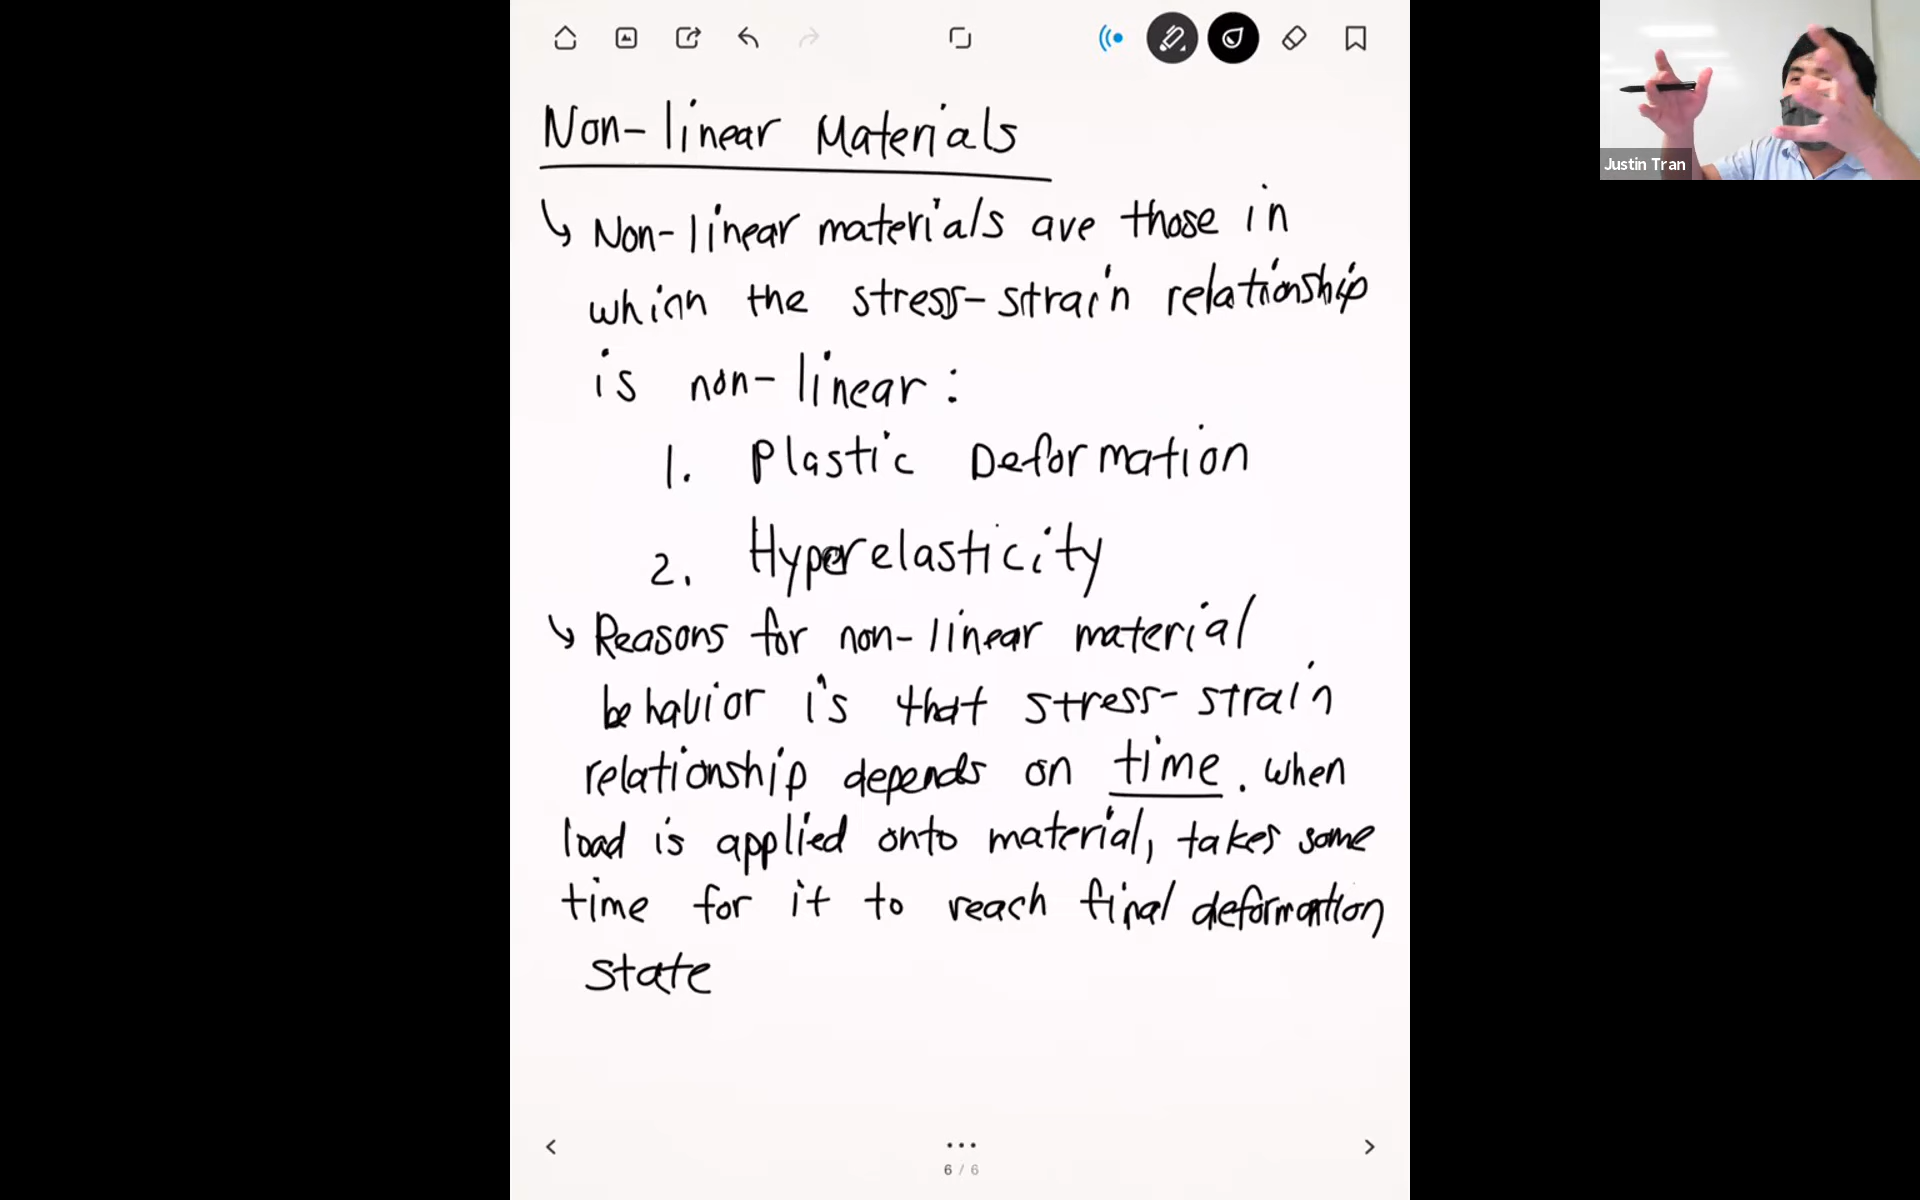 Non-linear Materials
Justin Tran
↳ Non-linear materials are those in
which the stress-strain relationship
is non-linear:
1. Plastic Deformation
2. Hyperelasticity
↳ Reasons for non-linear material
behavior is that stress-strain
relationship depends on time. when
load is applied onto material, takes some
time for it to reach final deformation
state
6 / 6